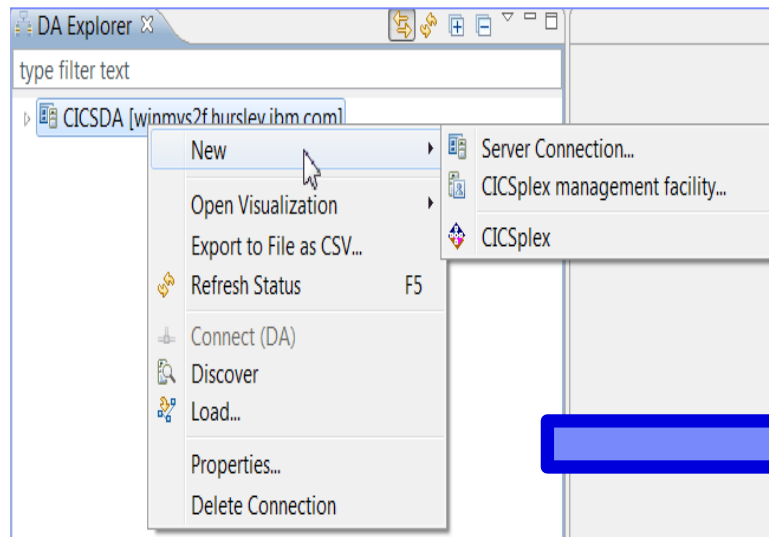 DA Explorer
type filter text
CICSDA [winmvs2f.hursley.ibm.com]
New
Server Connection...
CICSplex management facility...
Open Visualization
CICSplex
Export to File as CSV...
Refresh Status F5
Connect (DA)
Discover
Load...
Properties...
Delete Connection